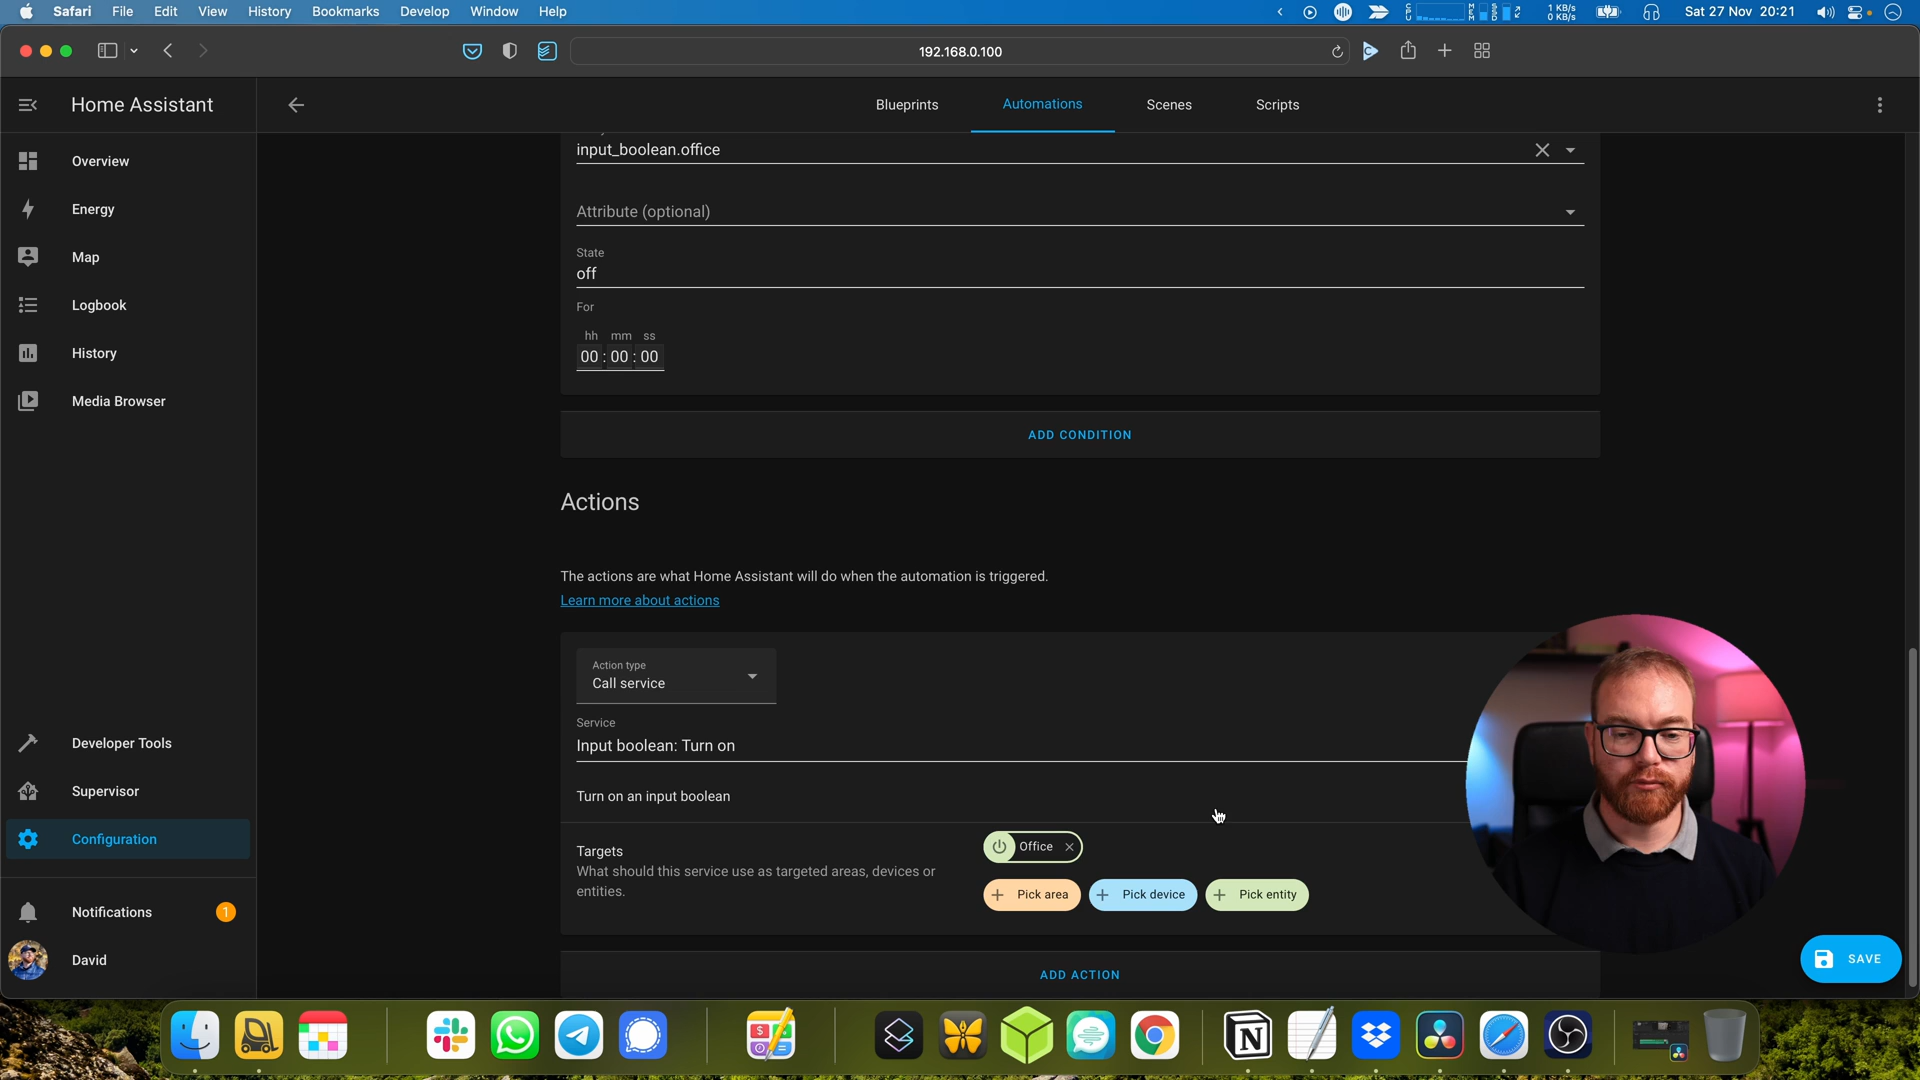 Safari File Edit View History Bookmarks Develop Window Help
1 KB/s
0 KB/s
Sat 27 Nov 20:21
192.168.0.100
Home Assistant
Blueprints Automations Scenes Scripts
Overview
Energy
Map
Logbook
History
Media Browser
Developer Tools
Supervisor
Configuration
Notifications 1
David
input_boolean.office
Attribute (optional)
State
off
For
hh mm ss
00 : 00 : 00
ADD CONDITION
Actions
The actions are what Home Assistant will do when the automation is triggered.
Learn more about actions
Action type
Call service
Service
Input boolean: Turn on
Turn on an input boolean
Targets
What should this service use as targeted areas, devices or
entities.
Office
Pick area Pick device Pick entity
ADD ACTION
SAVE